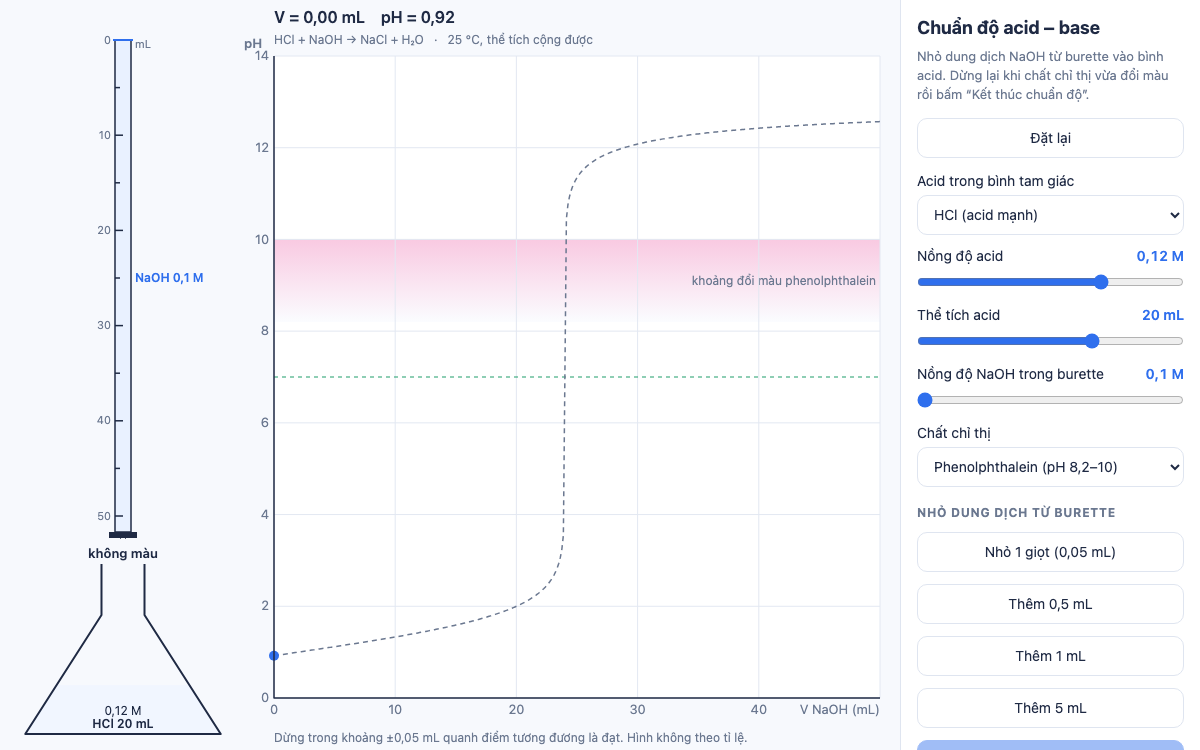 V = 0,00 mL pH = 0,92
HCl + NaOH → NaCl + H₂O · 25 °C, thể tích cộng được
0
mL
10
20
30
40
50
NaOH 0,1 M
không màu
0,12 M
HCl 20 mL
pH
14
12
10
8
6
4
2
0
khoảng đổi màu phenolphthalein
0
10
20
30
40
V NaOH (mL)
Dừng trong khoảng ±0,05 mL quanh điểm tương đương là đạt. Hình không theo tỉ lệ.
Chuẩn độ acid – base
Nhỏ dung dịch NaOH từ burette vào bình
acid. Dừng lại khi chất chỉ thị vừa đổi màu
rồi bấm “Kết thúc chuẩn độ”.
Đặt lại
Acid trong bình tam giác
HCl (acid mạnh)
Nồng độ acid 0,12 M
Thể tích acid 20 mL
Nồng độ NaOH trong burette 0,1 M
Chất chỉ thị
Phenolphthalein (pH 8,2–10)
NHỎ DUNG DỊCH TỪ BURETTE
Nhỏ 1 giọt (0,05 mL)
Thêm 0,5 mL
Thêm 1 mL
Thêm 5 mL